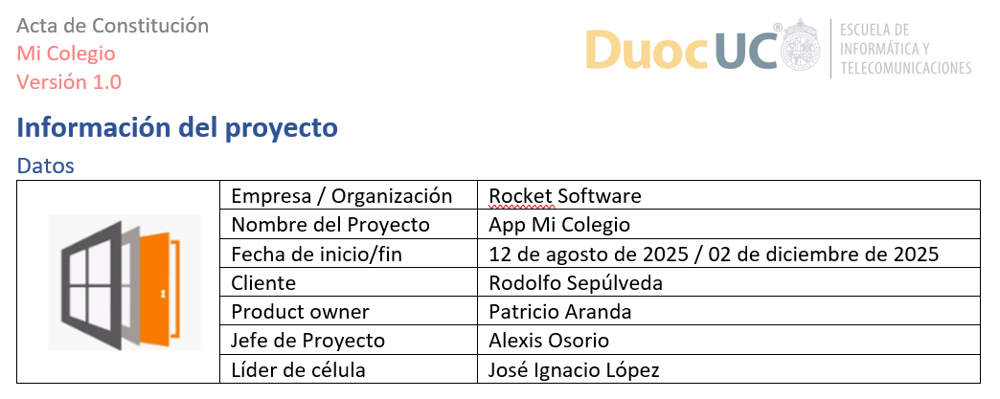 Acta de Constitución
Mi Colegio
Versión 1.0
DuocUC®
ESCUELA DE
INFORMÁTICA Y
TELECOMUNICACIONES
Información del proyecto
Datos
Empresa / Organización Rocket Software
Nombre del Proyecto App Mi Colegio
Fecha de inicio/fin 12 de agosto de 2025 / 02 de diciembre de 2025
Cliente Rodolfo Sepúlveda
Product owner Patricio Aranda
Jefe de Proyecto Alexis Osorio
Líder de célula José Ignacio López